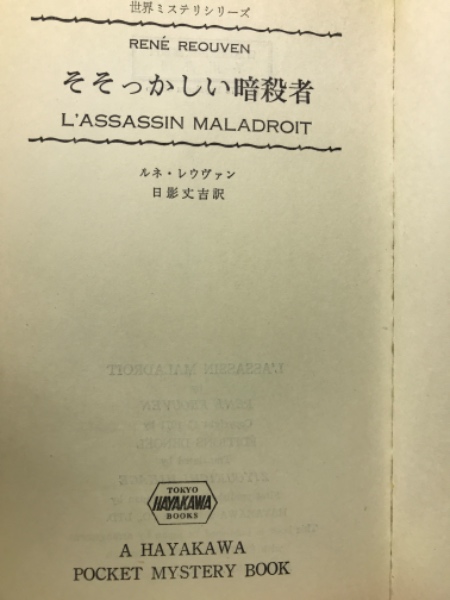 世界ミステリシリーズ
RENÉ REOUVEN
そそっかしい暗殺者
L'ASSASSIN MALADROIT
ルネ・レウヴァン
日影丈吉訳
TOKYO
HAYAKAWA
BOOKS
A HAYAKAWA
POCKET MYSTERY BOOK